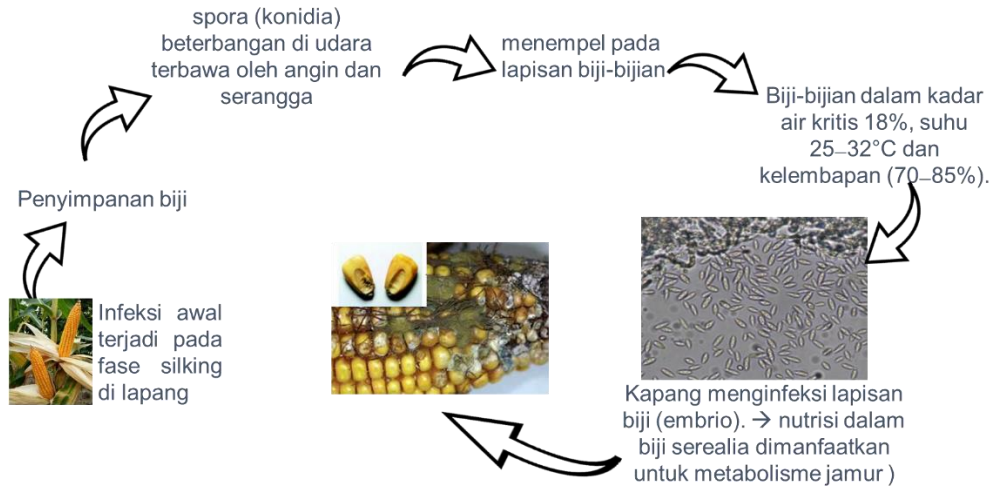 spora (konidia)
beterbangan di udara
terbawa oleh angin dan
serangga
menempel pada
lapisan biji-bijian
Biji-bijian dalam kadar
air kritis 18%, suhu
25–32°C dan
kelembapan (70–85%).
Penyimpanan biji
Infeksi awal
terjadi pada
fase silking
di lapang
Kapang menginfeksi lapisan
biji (embrio). → nutrisi dalam
biji serealia dimanfaatkan
untuk metabolisme jamur )